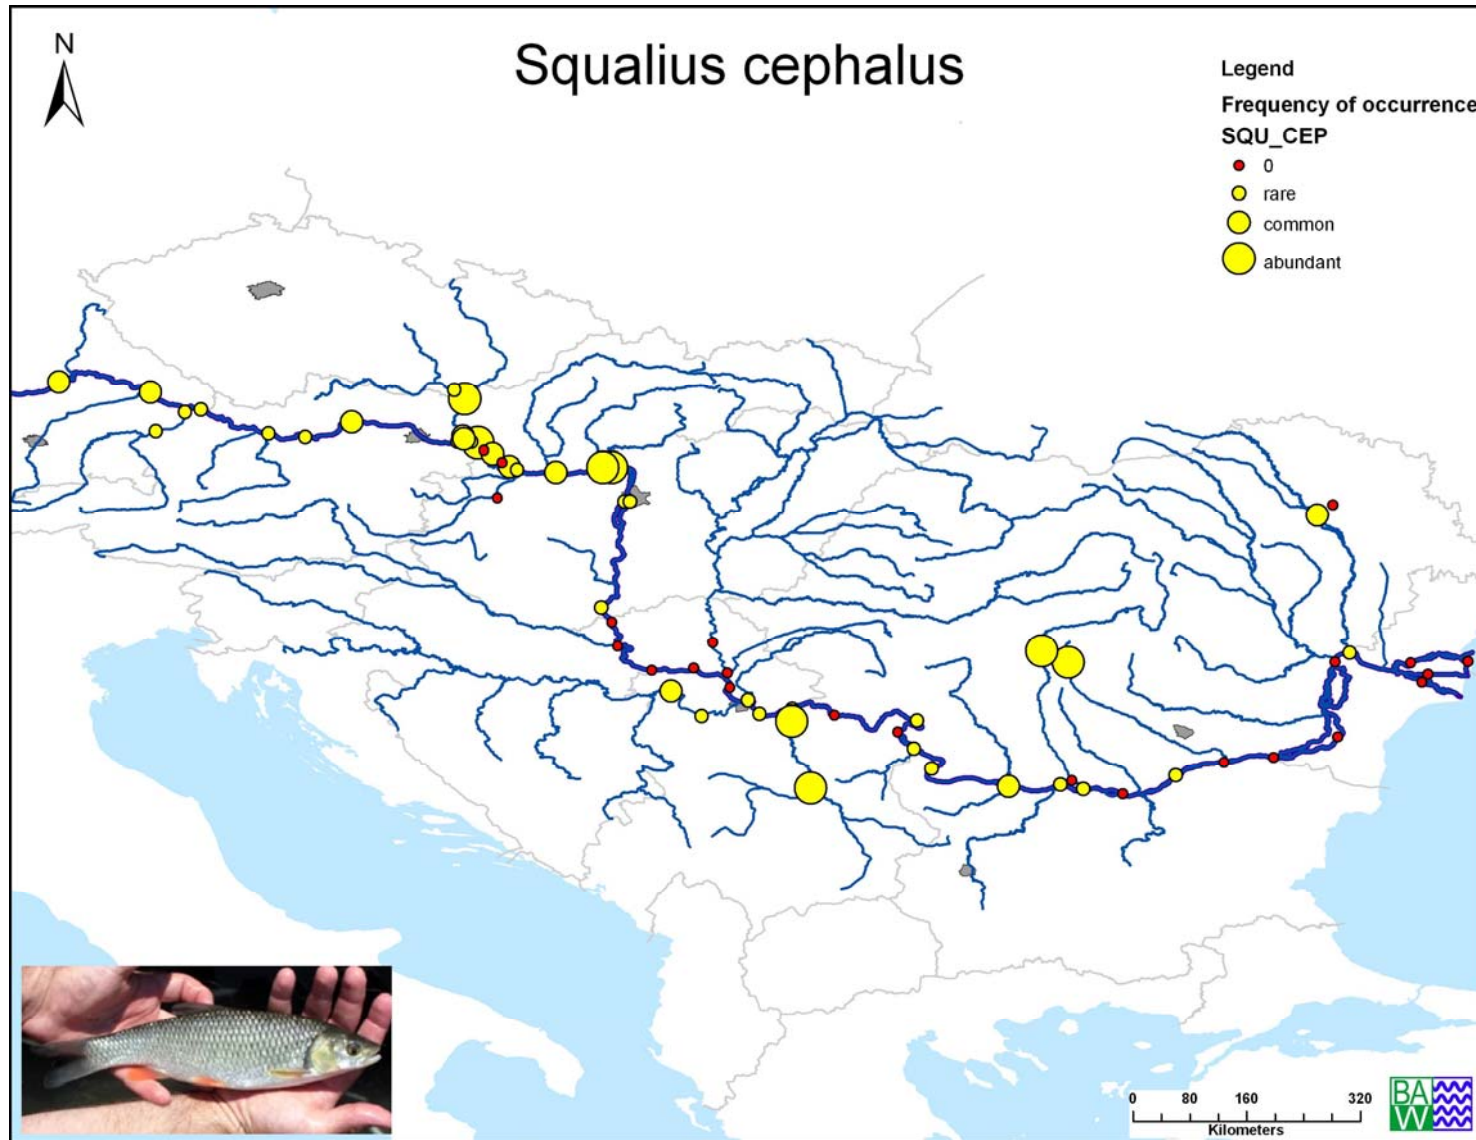 N
Squalius cephalus
Legend
Frequency of occurrence
SQU_CEP
0
rare
common
abundant
0 80 160 320
Kilometers
BA
W